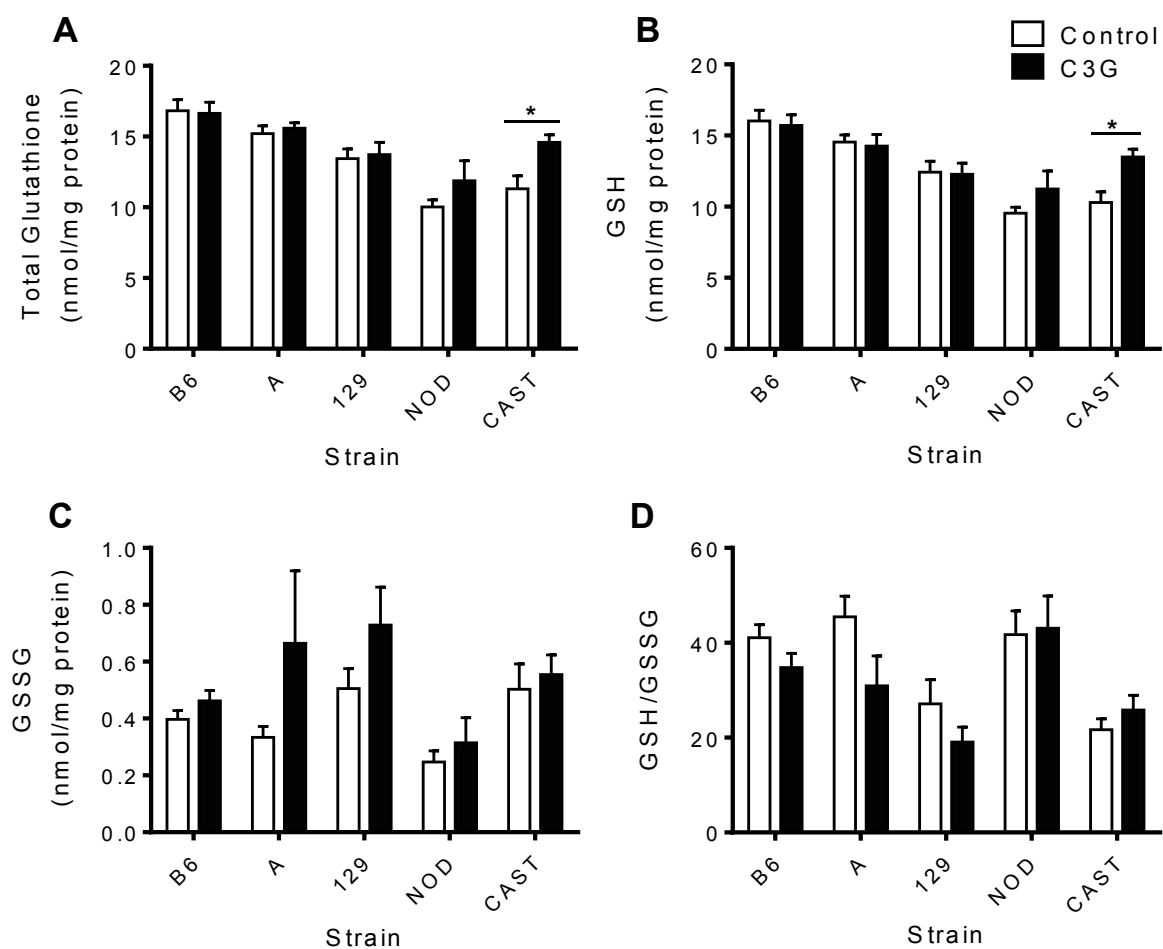 A
Total Glutathione
(nmol/mg protein)
20
15
10
5
0
*
B6
A
129
NOD
CAST
Strain
B
Control
C3G
GSH
(nmol/mg protein)
20
15
10
5
0
*
B6
A
129
NOD
CAST
Strain
C
GSSG
(nmol/mg protein)
1.0
0.8
0.6
0.4
0.2
0.0
B6
A
129
NOD
CAST
Strain
D
GSH/GSSG
60
40
20
0
B6
A
129
NOD
CAST
Strain